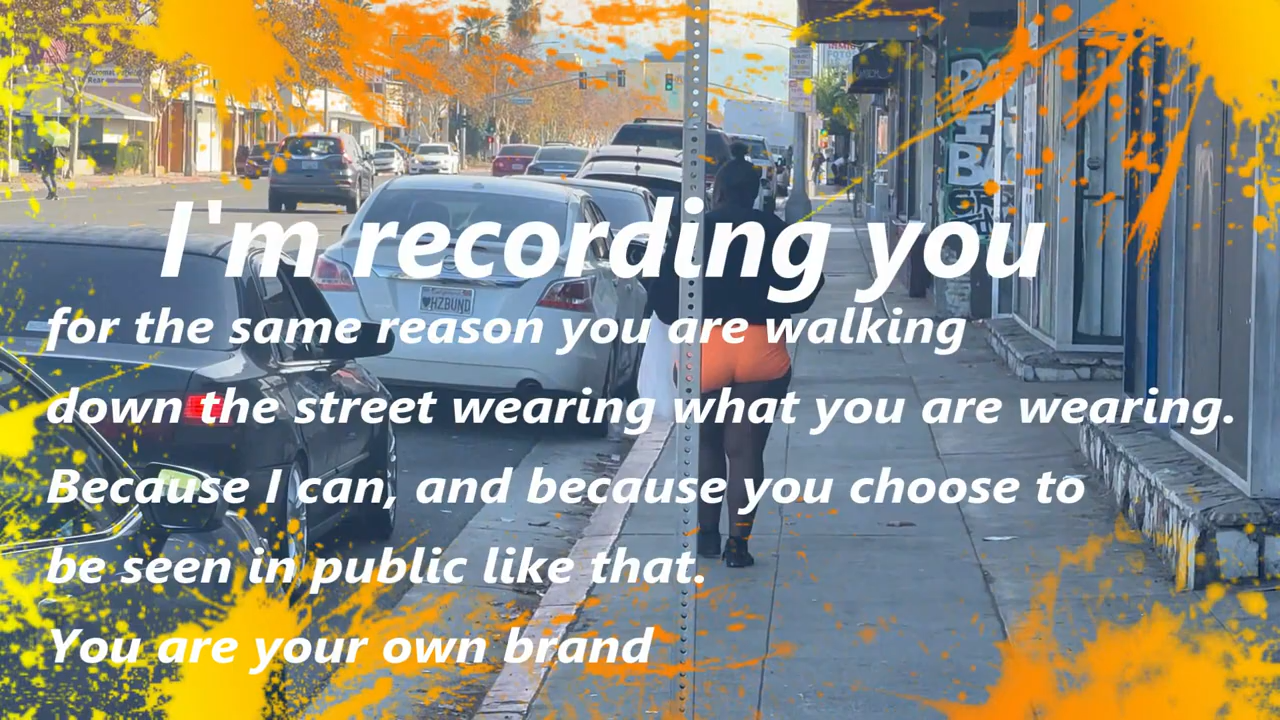 I'm recording you
for the same reason you are walking
down the street wearing what you are wearing.
Because I can, and because you choose to
be seen in public like that.
You are your own brand
HZBUND